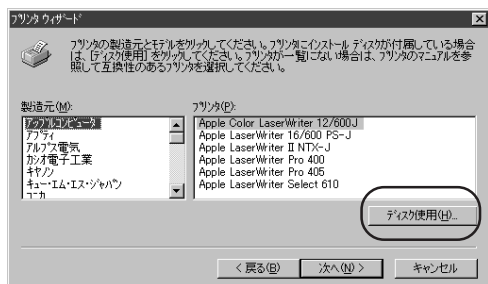 プリンタ ウィザード
プリンタの製造元とモデルをクリックしてください。プリンタにインストール ディスクが付属している場合
は、[ディスク使用] をクリックしてください。プリンタが一覧にない場合は、プリンタのマニュアルを参
照して互換性のあるプリンタを選択してください。
製造元(M):
アップルコンピュータ
アプティ
アルプス電気
カシオ電子工業
キヤノン
キュー・エム・エス・ジャパン
コニカ
プリンタ(P):
Apple Color LaserWriter 12/600J
Apple LaserWriter 16/600 PS-J
Apple LaserWriter II NTX-J
Apple LaserWriter Pro 400
Apple LaserWriter Pro 405
Apple LaserWriter Select 610
ディスク使用(H)...
< 戻る(B)
次へ(N) >
キャンセル